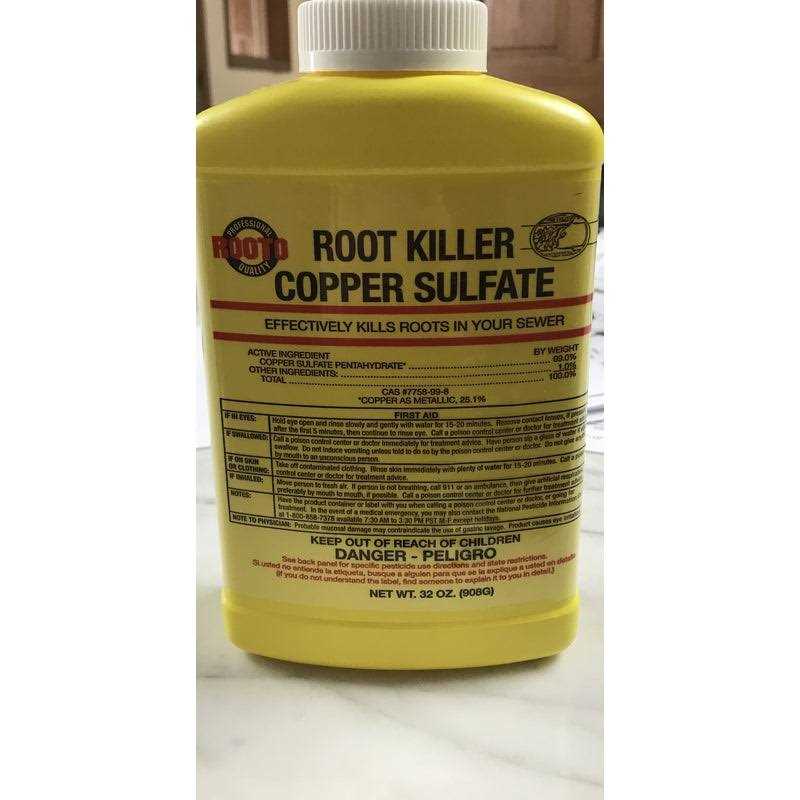 PROFESSIONAL
ROOTO
QUALITY
ROOT KILLER
COPPER SULFATE
EFFECTIVELY KILLS ROOTS IN YOUR SEWER
ACTIVE INGREDIENT BY WEIGHT
COPPER SULFATE PENTAHYDRATE* 99.0%
OTHER INGREDIENTS: 1.0%
TOTAL 100.0%
CAS #7758-99-8
*COPPER AS METALLIC, 25.1%
FIRST AID
IF IN EYES: Hold eye open and rinse slowly and gently with water for 15-20 minutes. Remove contact lenses, if present
after the first 5 minutes, then continue to rinse eye. Call a poison control center or doctor for treatment
IF SWALLOWED: Call a poison control center or doctor immediately for treatment advice. Have person sip a glass of water if
swallow. Do not induce vomiting unless told to do so by the poison control center or doctor. Do not give
by mouth to an unconscious person.
IF ON SKIN OR CLOTHING: Take off contaminated clothing. Rinse skin immediately with plenty of water for 15-20 minutes. Call a
control center or doctor for treatment advice.
IF INHALED: Move person to fresh air. If person is not breathing, call 911 or an ambulance, then give artificial
preferably by mouth to mouth, if possible. Call a poison control center or doctor for further treatment
NOTES: Have the product container or label with you when calling a poison control center or doctor, or going for
treatment. In the event of a medical emergency, you may also contact the National Pesticide Information
at 1-800-858-7378 available 7:30 AM to 3:30 PM PST M-F except holidays.
NOTE TO PHYSICIAN: Probable mucosal damage may contraindicate the use of gastric lavage. Product causes eye
KEEP OUT OF REACH OF CHILDREN
DANGER - PELIGRO
See back panel for specific pesticide use directions and state restrictions.
Si usted no entiende la etiqueta, busque a alguien para que se la explique a usted en detalle
(If you do not understand the label, find someone to explain it to you in detail.)
NET WT. 32 OZ. (908G)